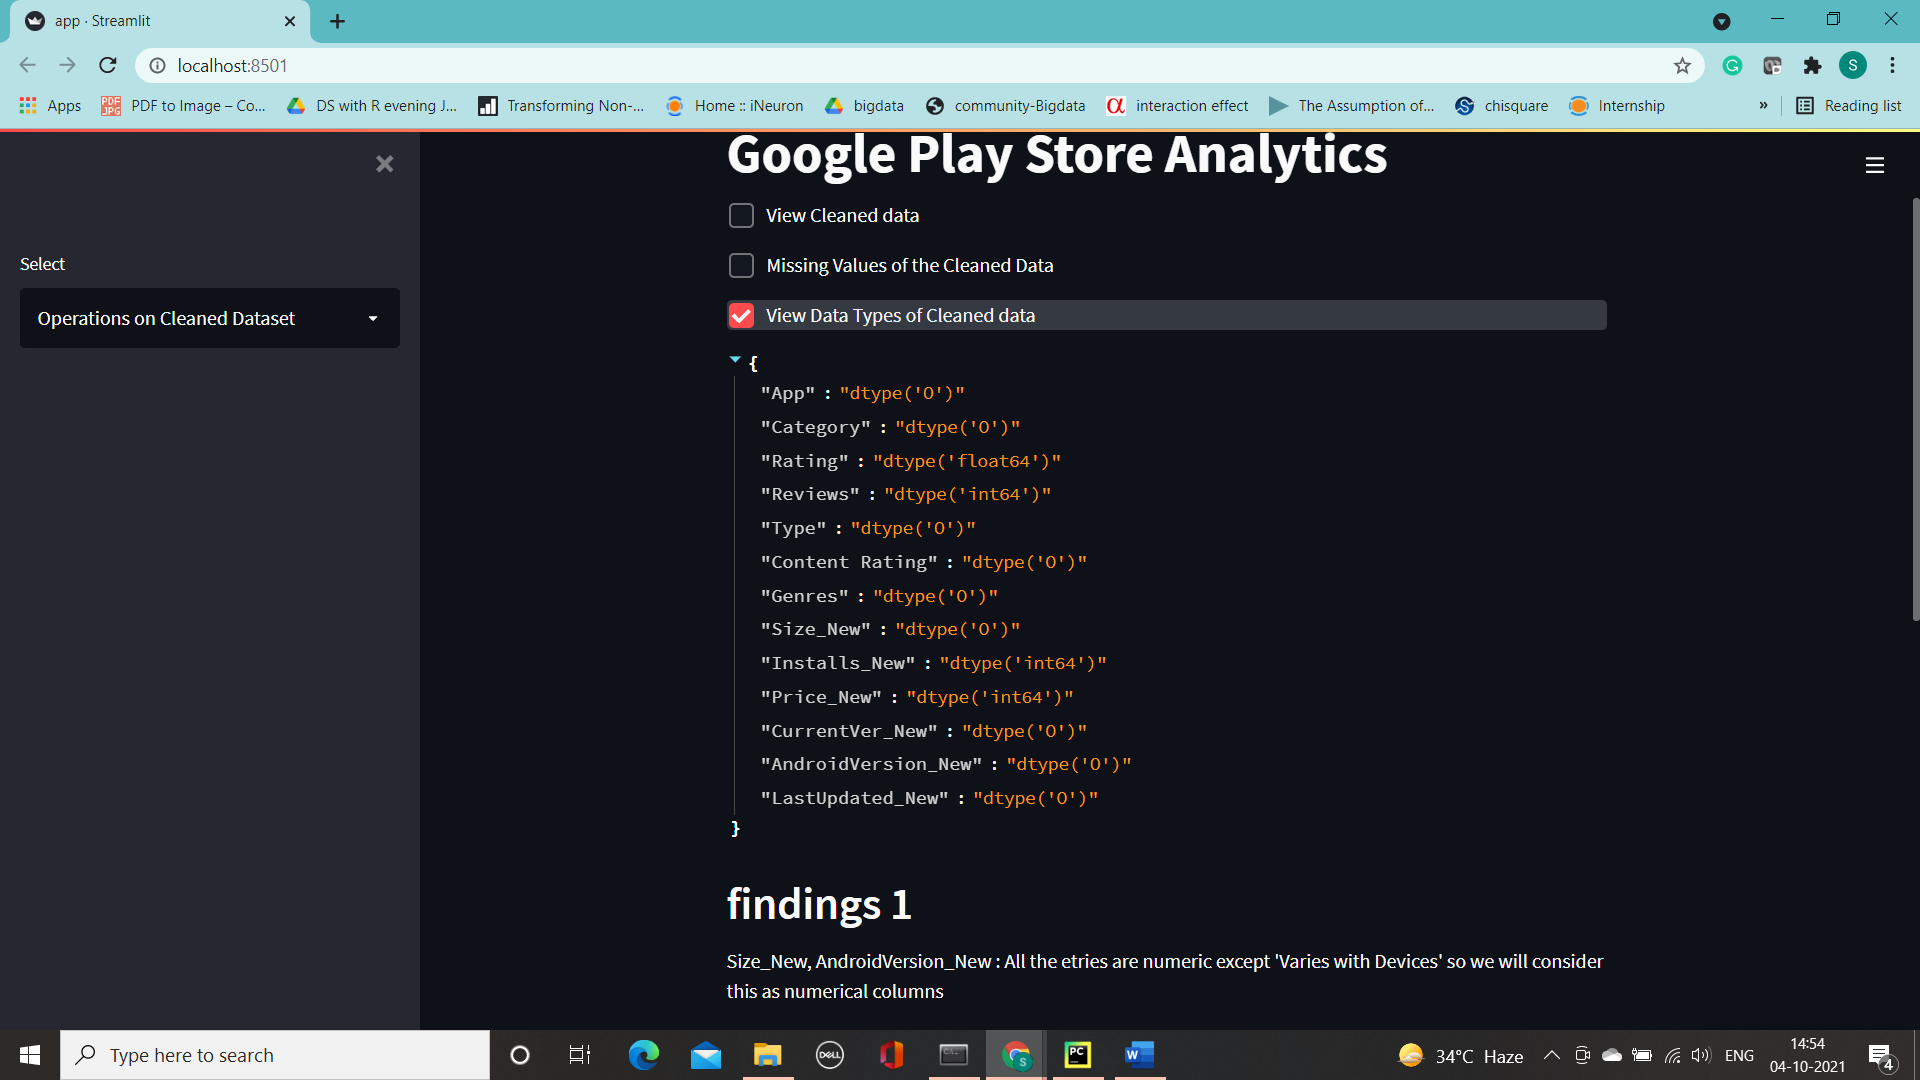 app · Streamlit
localhost:8501
Apps
PDF to Image – Co...
DS with R evening J...
Transforming Non-...
Home :: iNeuron
bigdata
community-Bigdata
interaction effect
The Assumption of...
chisquare
Internship
»
Reading list
Select
Operations on Cleaned Dataset
Google Play Store Analytics
View Cleaned data
Missing Values of the Cleaned Data
View Data Types of Cleaned data
{
"App" : "dtype('O')"
"Category" : "dtype('O')"
"Rating" : "dtype('float64')"
"Reviews" : "dtype('int64')"
"Type" : "dtype('O')"
"Content Rating" : "dtype('O')"
"Genres" : "dtype('O')"
"Size_New" : "dtype('O')"
"Installs_New" : "dtype('int64')"
"Price_New" : "dtype('int64')"
"CurrentVer_New" : "dtype('O')"
"AndroidVersion_New" : "dtype('O')"
"LastUpdated_New" : "dtype('O')"
}
findings 1
Size_New, AndroidVersion_New : All the etries are numeric except 'Varies with Devices' so we will consider
this as numerical columns
Type here to search
34°C Haze
ENG
14:54
04-10-2021
4